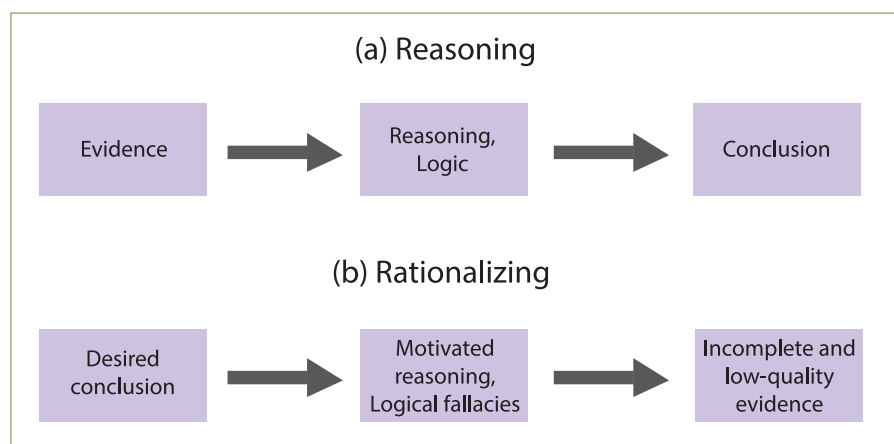 (a) Reasoning
Evidence
Reasoning,
Logic
Conclusion
(b) Rationalizing
Desired
conclusion
Motivated
reasoning,
Logical fallacies
Incomplete and
low-quality
evidence